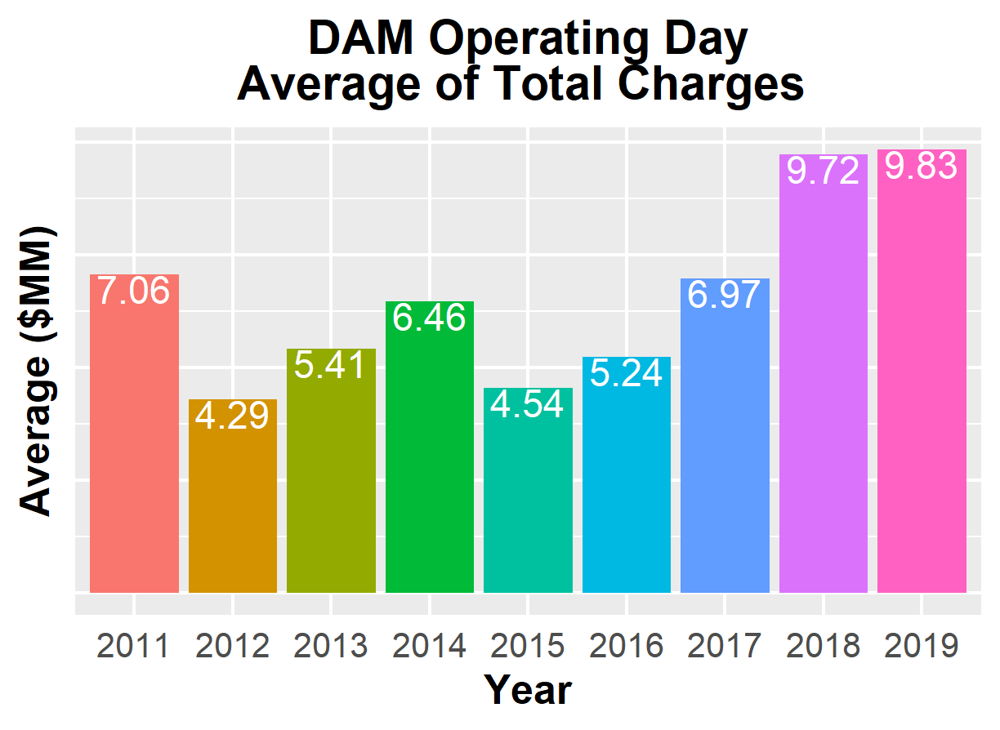 DAM Operating Day
Average of Total Charges
Average ($MM)
7.06
4.29
5.41
6.46
4.54
5.24
6.97
9.72
9.83
2011 2012 2013 2014 2015 2016 2017 2018 2019
Year